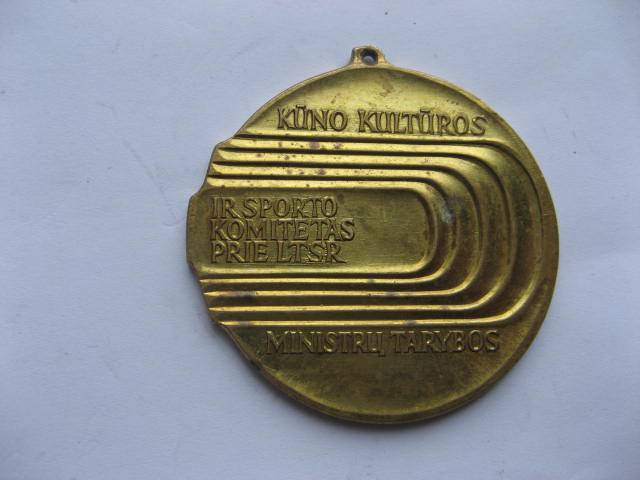 KŪNO KULTŪROS
IR SPORTO
KOMITETAS
PRIE LTSR
MINISTRŲ TARYBOS